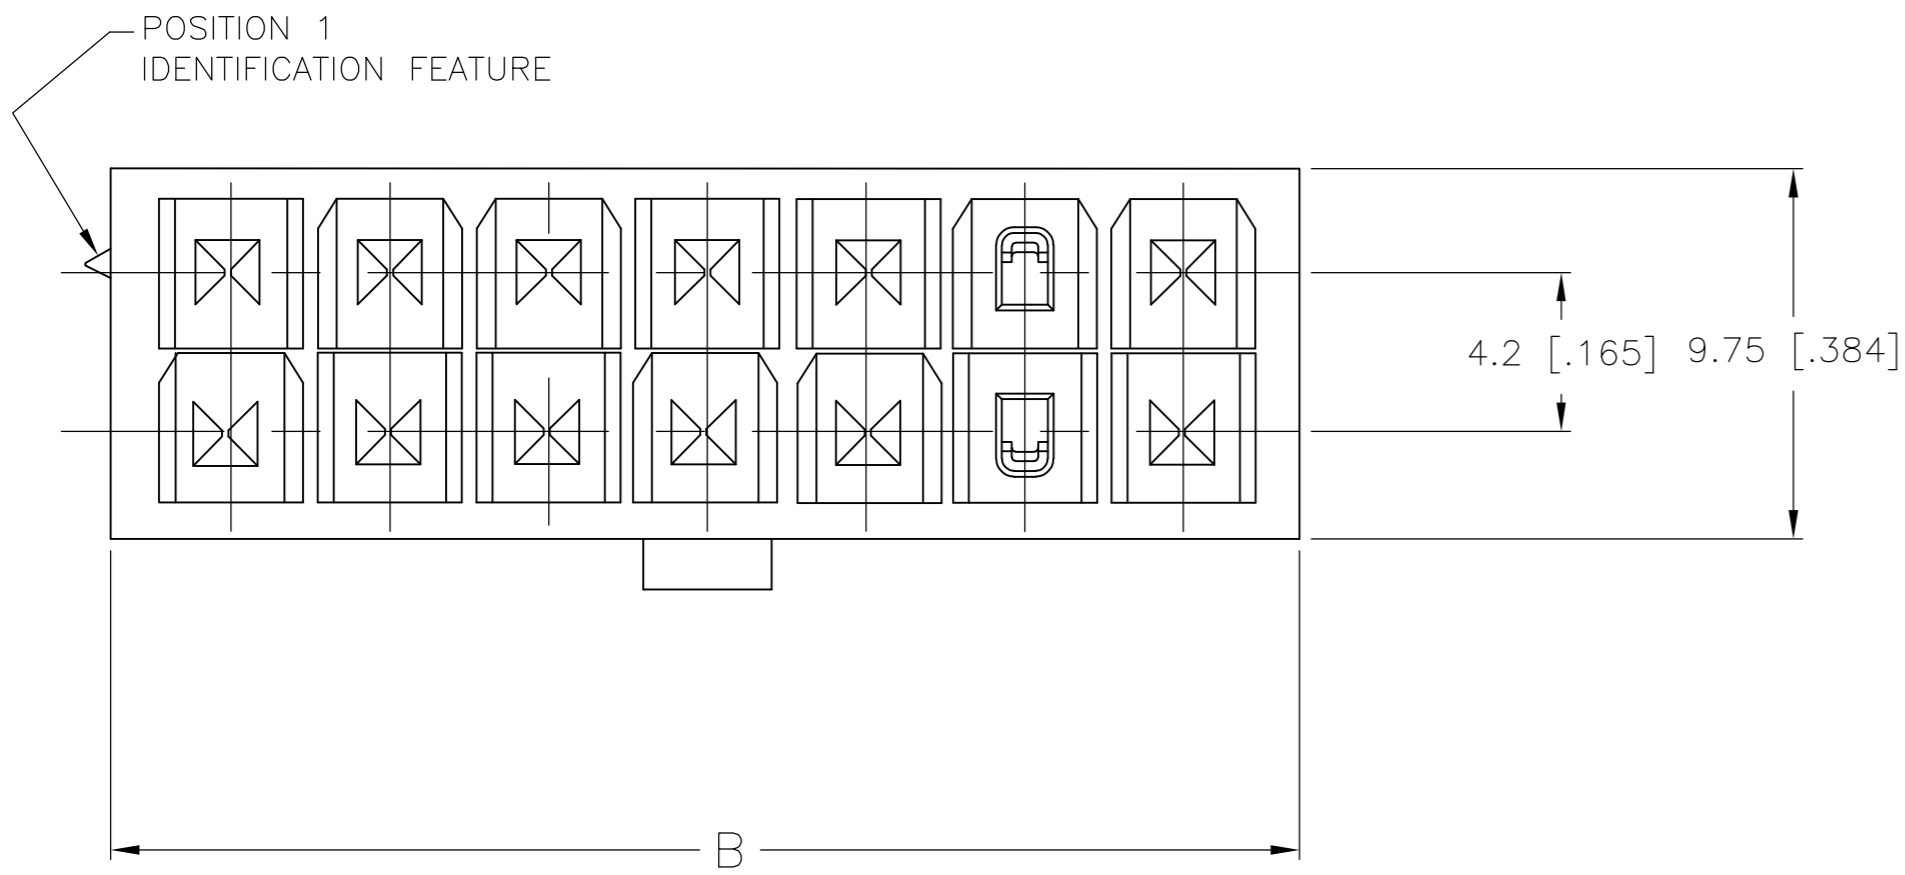 POSITION 1
IDENTIFICATION FEATURE
4.2 [.165] 9.75 [.384]
B